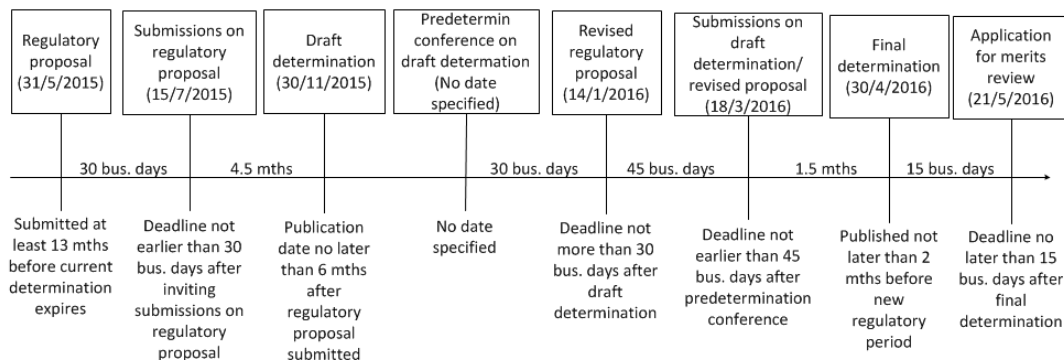 Regulatory
proposal
(31/5/2015)
Submissions on
regulatory
proposal
(15/7/2015)
Draft
determination
(30/11/2015)
Predetermin
conference on
draft determation
(No date
specified)
Revised
regulatory
proposal
(14/1/2016)
Submissions on
draft
determination/
revised proposal
(18/3/2016)
Final
determination
(30/4/2016)
Application
for merits
review
(21/5/2016)
30 bus. days
4.5 mths
30 bus. days
45 bus. days
1.5 mths
15 bus. days
Submitted at
least 13 mths
before current
determination
expires
Deadline not
earlier than 30
bus. days after
inviting
submissions on
regulatory
proposal
Publication
date no later
than 6 mths
after
regulatory
proposal
submitted
No date
specified
Deadline not
more than 30
bus. days after
draft
determination
Deadline not
earlier than 45
bus. days after
predetermination
conference
Published not
later than 2
mths before
new
regulatory
period
Deadline no
later than 15
bus. days after
final
determination